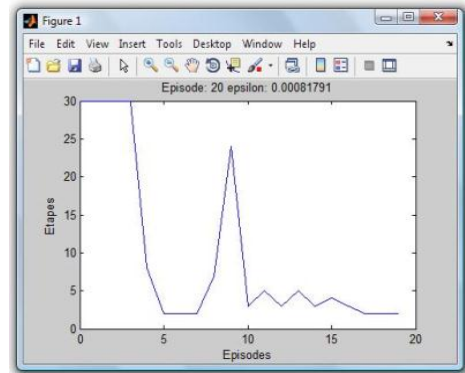 Figure 1
File Edit View Insert Tools Desktop Window Help
Episode: 20 epsilon: 0.00081791
30
25
20
15
10
5
0
Etapes
0 5 10 15 20
Episodes